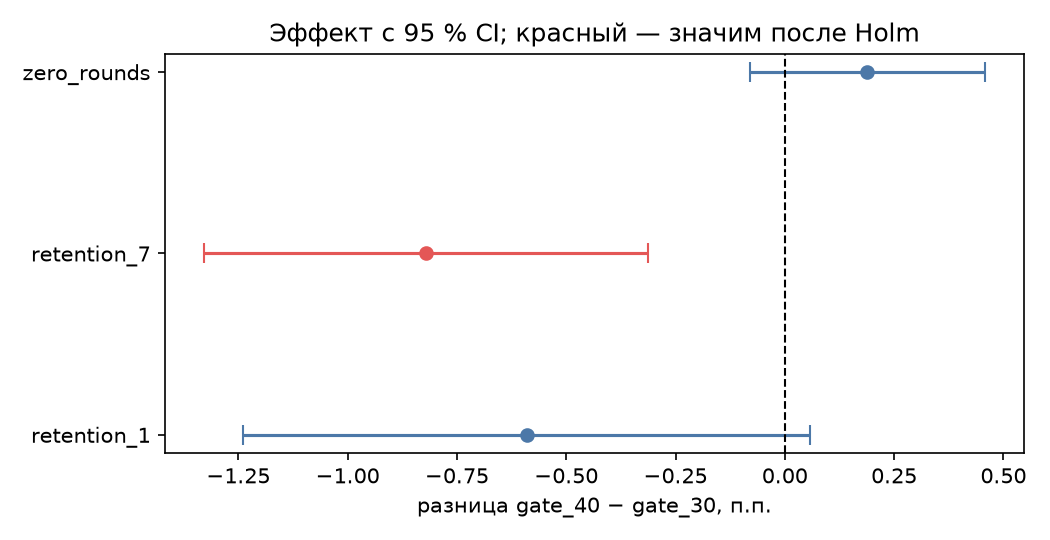 Эффект с 95 % CI; красный — значим после Holm
zero_rounds
retention_7
retention_1
−1.25 −1.00 −0.75 −0.50 −0.25 0.00 0.25 0.50
разница gate_40 − gate_30, п.п.